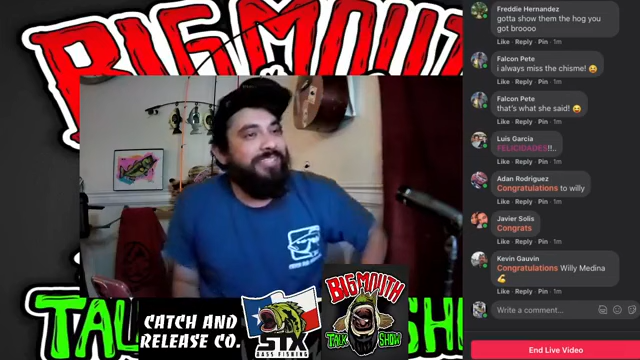 BIGMOUTH
TALK SHOW
CATCH AND
RELEASE CO.
STX
BASS FISHING
BIGMOUTH
TALK SHOW
Freddie Hernandez
gotta show them the hog you
got broooo
Like · Reply · Pin · 1m
Falcon Pete
i always miss the chisme! 😉
Like · Reply · Pin · 1m
Falcon Pete
that's what she said! 😉
Like · Reply · Pin · 1m
Luis Garcia
FELICIDADES!!..
Like · Reply · Pin · 1m
Adan Rodriguez
Congratulations to willy
Like · Reply · Pin · 1m
Javier Solis
Congrats
Like · Reply · Pin · 1m
Kevin Gauvin
Congratulations Willy Medina
💪
Like · Reply · Pin · 1m
Write a comment...
End Live Video